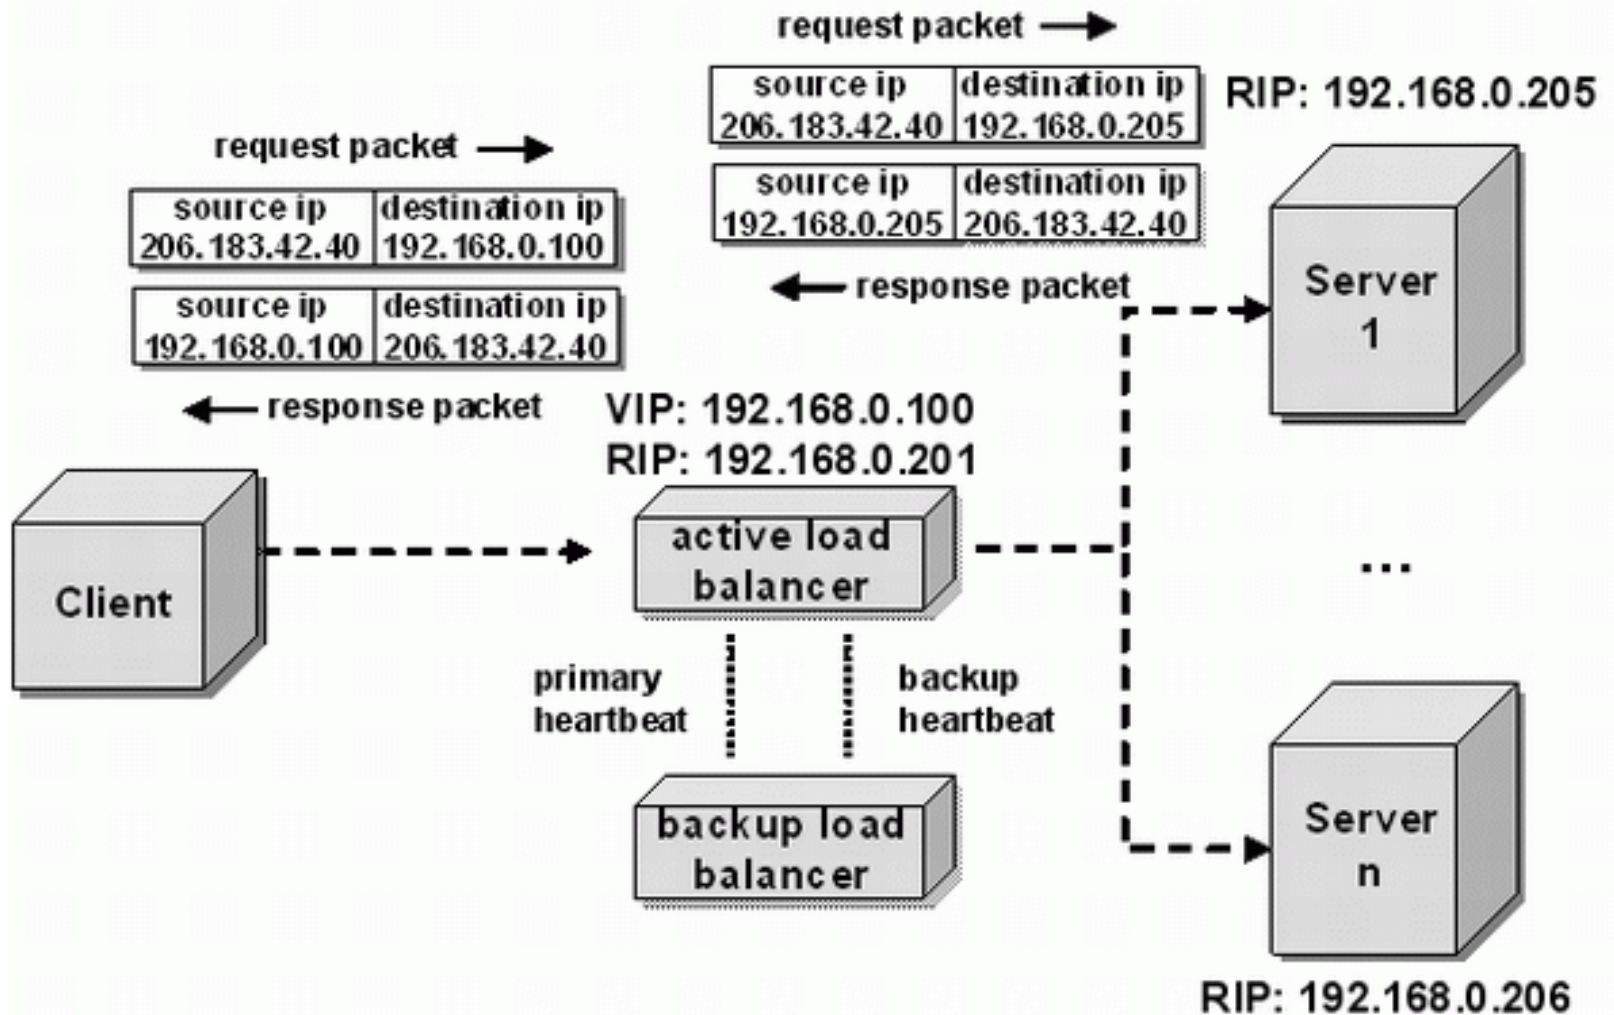 request packet
source ip destination ip
206.183.42.40 192.168.0.205
source ip destination ip
192.168.0.205 206.183.42.40
response packet
RIP: 192.168.0.205
request packet
source ip destination ip
206.183.42.40 192.168.0.100
source ip destination ip
192.168.0.100 206.183.42.40
response packet
VIP: 192.168.0.100
RIP: 192.168.0.201
Server
1
Client
active load
balancer
...
primary
heartbeat
backup
heartbeat
backup load
balancer
Server
n
RIP: 192.168.0.206